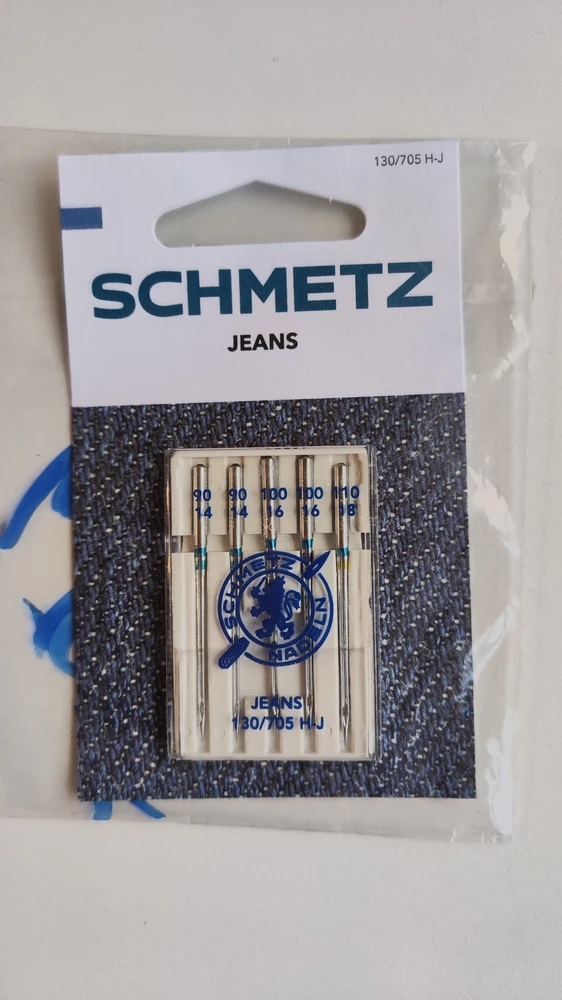 130/705 H-J
SCHMETZ
JEANS
90 90 100 100 110
14 14 16 16 18
SCHMETZ
NADELN
JEANS
130/705 H-J